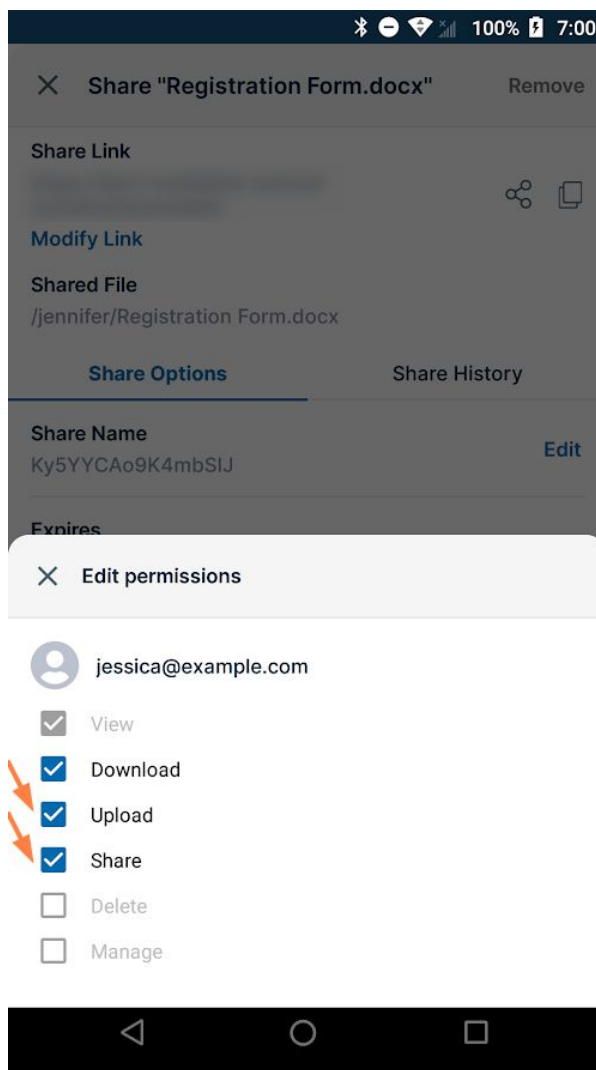 100% 7:00
Share "Registration Form.docx" Remove
Share Link
Modify Link
Shared File
/jennifer/Registration Form.docx
Share Options Share History
Share Name
Ky5YYCAo9K4mbSIJ Edit
Expires
Edit permissions
jessica@example.com
View
Download
Upload
Share
Delete
Manage